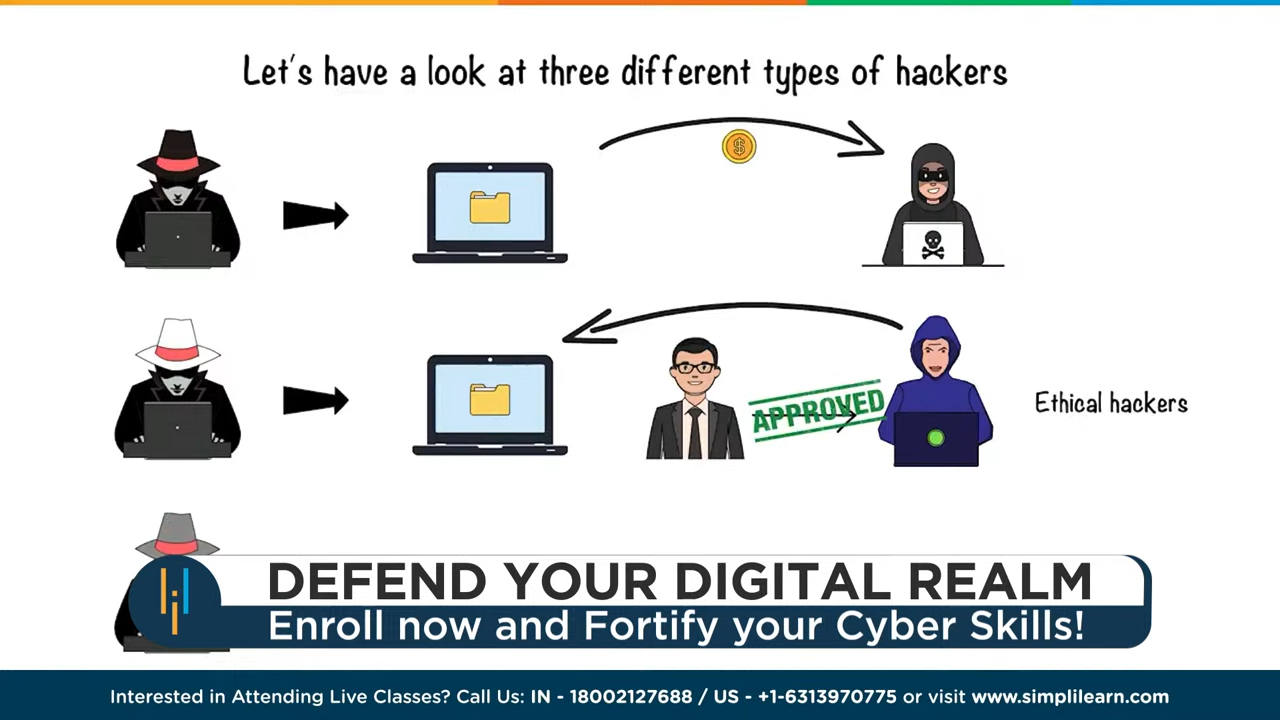 Let's have a look at three different types of hackers
$
APPROVED
Ethical hackers
DEFEND YOUR DIGITAL REALM
Enroll now and Fortify your Cyber Skills!
Interested in Attending Live Classes? Call Us: IN - 18002127688 / US - +1-6313970775 or visit www.simplilearn.com